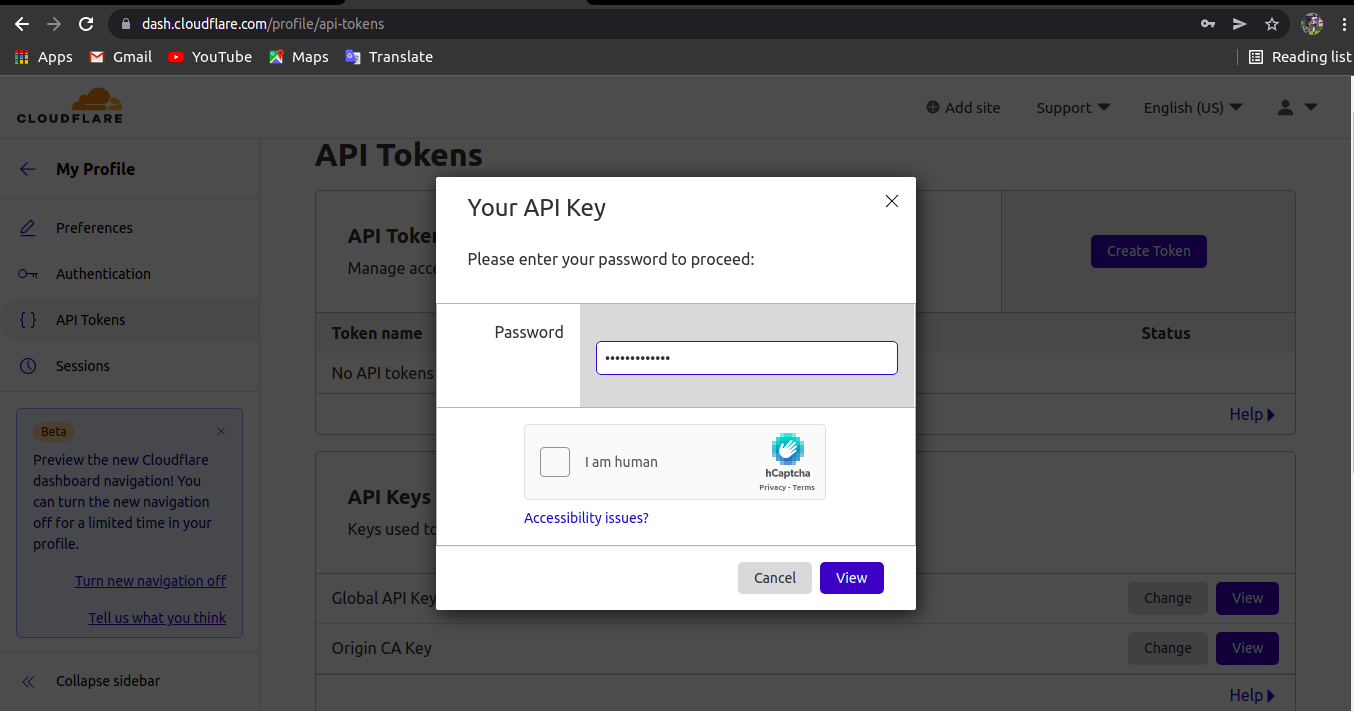 dash.cloudflare.com/profile/api-tokens
Apps Gmail YouTube Maps Translate Reading list
CLOUDFLARE
Add site Support English (US)
My Profile
Preferences
Authentication
API Tokens
Sessions
Beta
Preview the new Cloudflare
dashboard navigation! You
can turn the new navigation
off for a limited time in your
profile.
Turn new navigation off
Tell us what you think
Collapse sidebar
API Tokens
API Token
Manage acce
Create Token
Token name Status
No API tokens
Help
API Keys
Keys used to
Global API Key Change View
Origin CA Key Change View
Help
Your API Key
Please enter your password to proceed:
Password •••••••••••••
I am human
hCaptcha
Privacy - Terms
Accessibility issues?
Cancel View